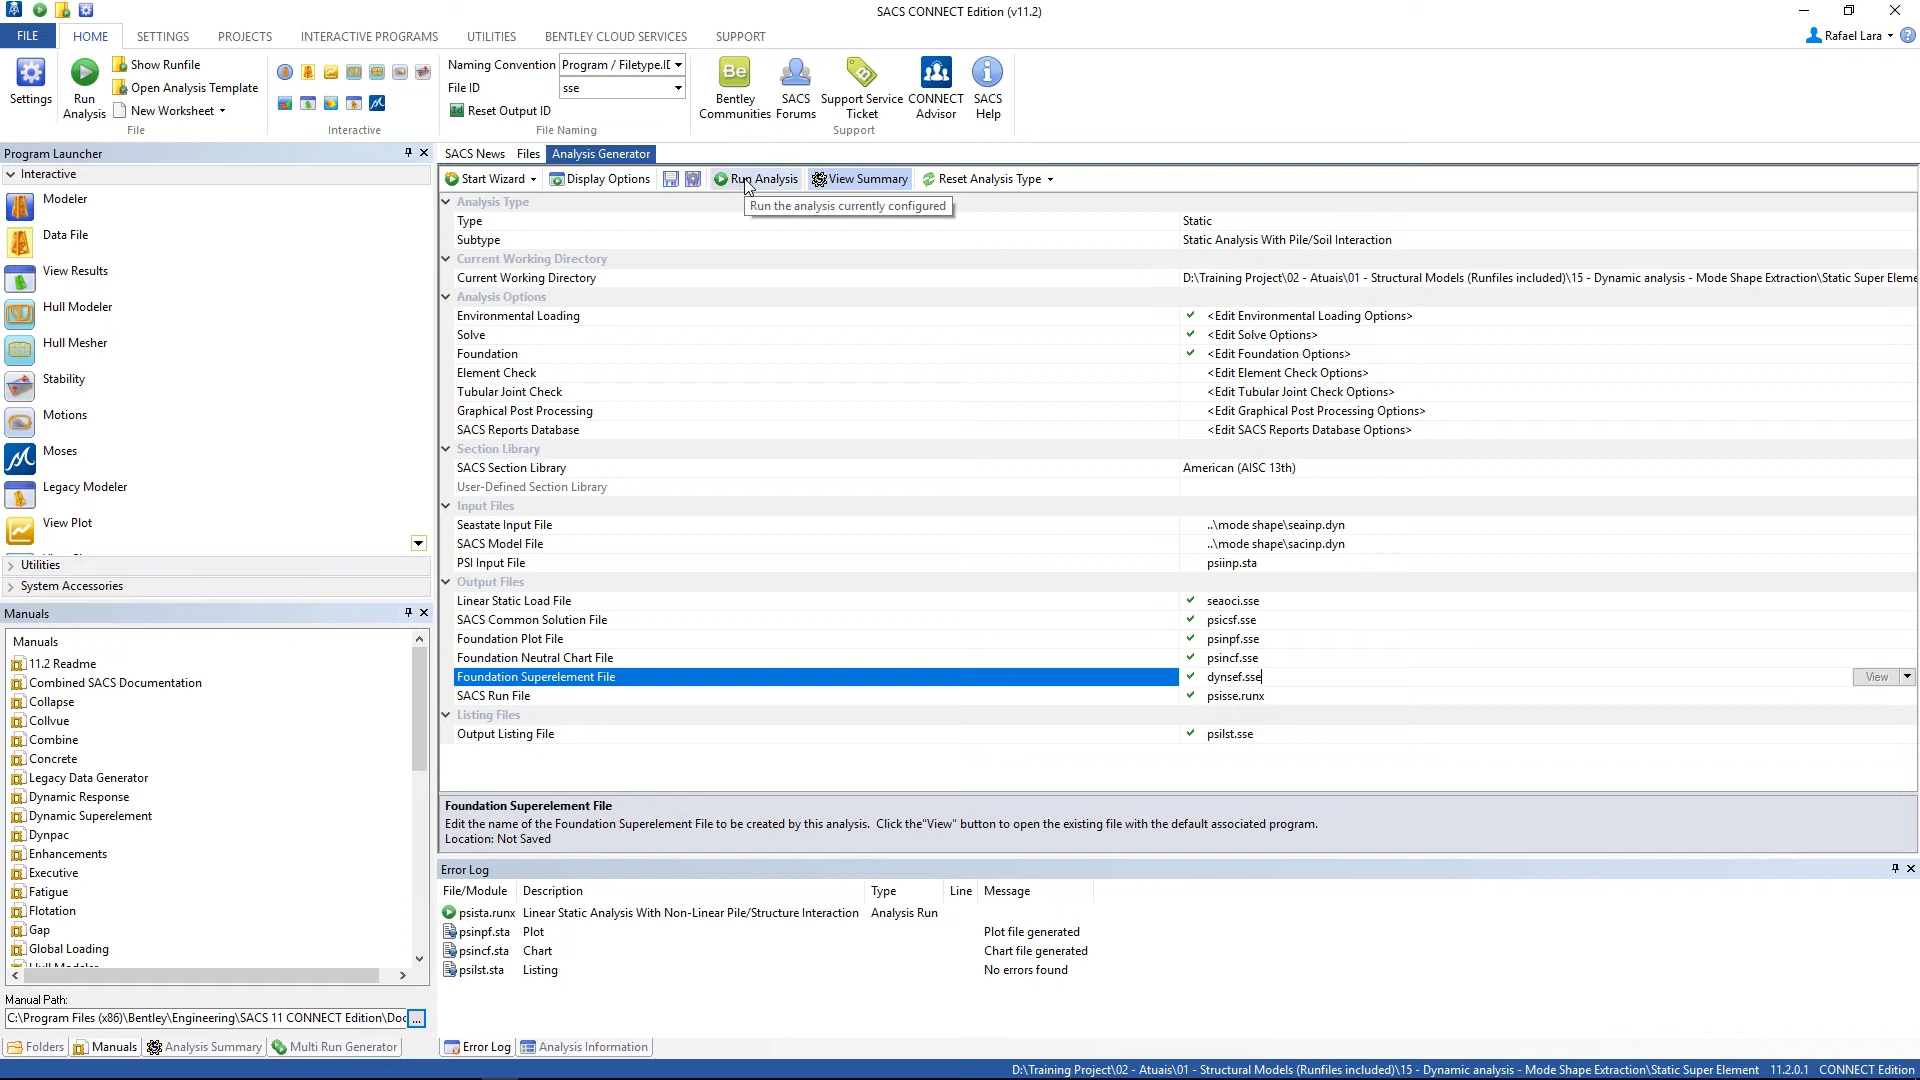 SACS CONNECT Edition (v11.2)
FILE HOME SETTINGS PROJECTS INTERACTIVE PROGRAMS UTILITIES BENTLEY CLOUD SERVICES SUPPORT Rafael Lara
Settings
Run Analysis
Show Runfile
Open Analysis Template
New Worksheet
File
Interactive
Naming Convention Program / Filetype.ID
File ID sse
Reset Output ID
File Naming
Be
Bentley Communities
SACS Forums
Support Service Ticket
CONNECT Advisor
SACS Help
Support
Program Launcher
Interactive
Modeler
Data File
View Results
Hull Modeler
Hull Mesher
Stability
Motions
Moses
Legacy Modeler
View Plot
Utilities
System Accessories
Manuals
Manuals
11.2 Readme
Combined SACS Documentation
Collapse
Collvue
Combine
Concrete
Legacy Data Generator
Dynamic Response
Dynamic Superelement
Dynpac
Enhancements
Executive
Fatigue
Flotation
Gap
Global Loading
Manual Path:
C:\Program Files (x86)\Bentley\Engineering\SACS 11 CONNECT Edition\Doc ...
Folders Manuals Analysis Summary Multi Run Generator
SACS News Files Analysis Generator
Start Wizard Display Options Run Analysis View Summary Reset Analysis Type
Run the analysis currently configured
Analysis Type
Type Static
Subtype Static Analysis With Pile/Soil Interaction
Current Working Directory
Current Working Directory D:\Training Project\02 - Atuais\01 - Structural Models (Runfiles included)\15 - Dynamic analysis - Mode Shape Extraction\Static Super Eleme
Analysis Options
Environmental Loading <Edit Environmental Loading Options>
Solve <Edit Solve Options>
Foundation <Edit Foundation Options>
Element Check <Edit Element Check Options>
Tubular Joint Check <Edit Tubular Joint Check Options>
Graphical Post Processing <Edit Graphical Post Processing Options>
SACS Reports Database <Edit SACS Reports Database Options>
Section Library
SACS Section Library American (AISC 13th)
User-Defined Section Library
Input Files
Seastate Input File ..\mode shape\seainp.dyn
SACS Model File ..\mode shape\sacinp.dyn
PSI Input File psiinp.sta
Output Files
Linear Static Load File seaoci.sse
SACS Common Solution File psicsf.sse
Foundation Plot File psinpf.sse
Foundation Neutral Chart File psincf.sse
Foundation Superelement File dynsef.sse View
SACS Run File psisse.runx
Listing Files
Output Listing File psilst.sse
Foundation Superelement File
Edit the name of the Foundation Superelement File to be created by this analysis. Click the"View" button to open the existing file with the default associated program.
Location: Not Saved
Error Log
File/Module Description Type Line Message
psista.runx Linear Static Analysis With Non-Linear Pile/Structure Interaction Analysis Run
psinpf.sta Plot Plot file generated
psincf.sta Chart Chart file generated
psilst.sta Listing No errors found
Error Log Analysis Information
D:\Training Project\02 - Atuais\01 - Structural Models (Runfiles included)\15 - Dynamic analysis - Mode Shape Extraction\Static Super Element 11.2.0.1 CONNECT Edition